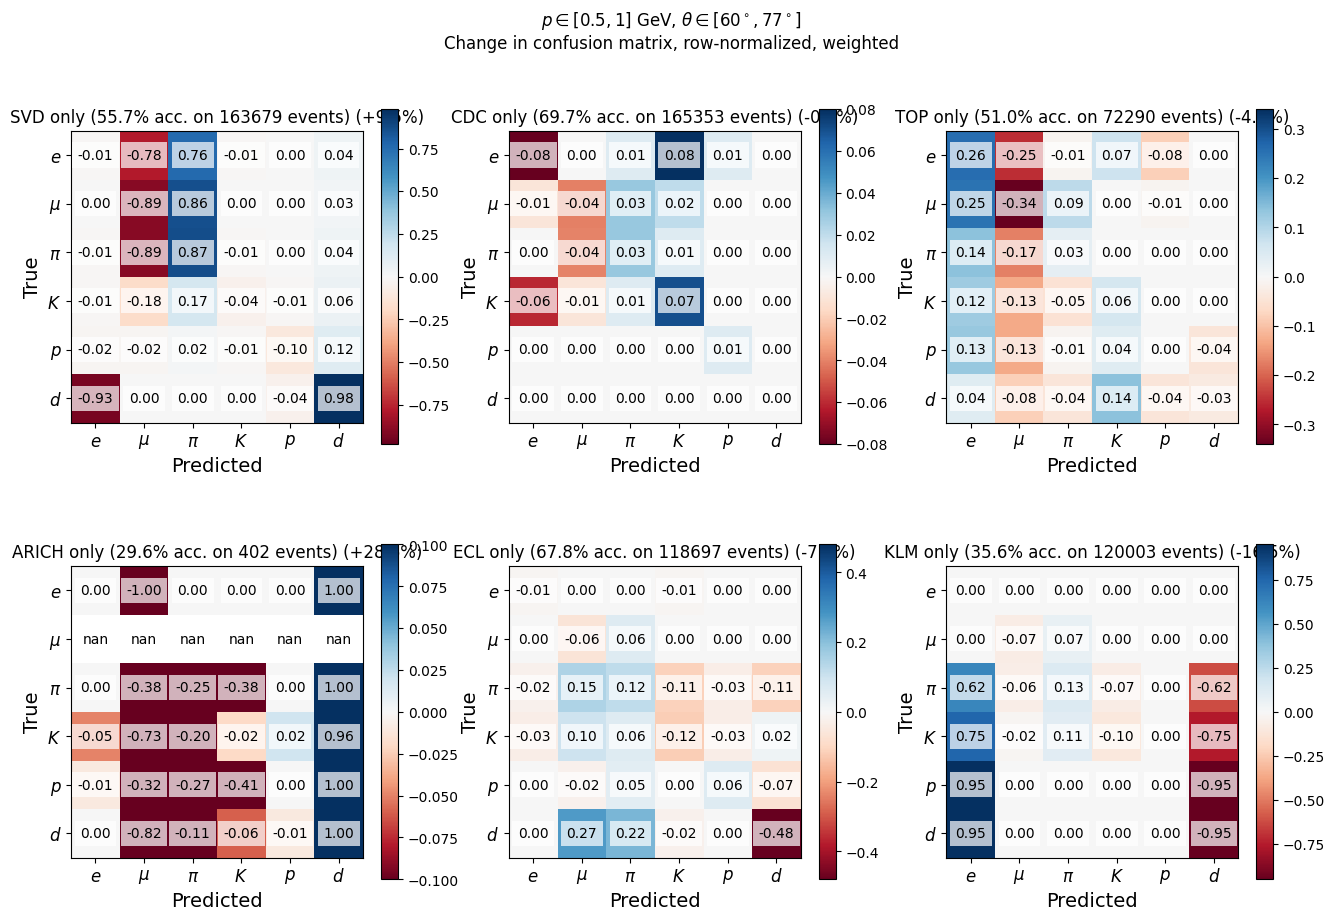 p ∈ [0.5, 1] GeV, θ ∈ [60°, 77°]
Change in confusion matrix, row-normalized, weighted
SVD only (55.7% acc. on 163679 events)
CDC only (69.7% acc. on 165353 events)
TOP only (51.0% acc. on 72290 events)
True
e -0.01 -0.78 0.76 -0.01 0.00 0.04
μ 0.00 -0.89 0.86 0.00 0.00 0.03
π -0.01 -0.89 0.87 -0.01 0.00 0.04
K -0.01 -0.18 0.17 -0.04 -0.01 0.06
p -0.02 -0.02 0.02 -0.01 -0.10 0.12
d -0.93 0.00 0.00 0.00 -0.04 0.98
e μ π K p d
Predicted
0.75
0.50
0.25
0.00
−0.25
−0.50
−0.75
True
e -0.08 0.00 0.01 0.08 0.01 0.00
μ -0.01 -0.04 0.03 0.02 0.00 0.00
π 0.00 -0.04 0.03 0.01 0.00 0.00
K -0.06 -0.01 0.01 0.07 0.00 0.00
p 0.00 0.00 0.00 0.00 0.01 0.00
d 0.00 0.00 0.00 0.00 0.00 0.00
e μ π K p d
Predicted
0.08
0.06
0.04
0.02
0.00
−0.02
−0.04
−0.06
−0.08
True
e 0.26 -0.25 -0.01 0.07 -0.08 0.00
μ 0.25 -0.34 0.09 0.00 -0.01 0.00
π 0.14 -0.17 0.03 0.00 0.00 0.00
K 0.12 -0.13 -0.05 0.06 0.00 0.00
p 0.13 -0.13 -0.01 0.04 0.00 -0.04
d 0.04 -0.08 -0.04 0.14 -0.04 -0.03
e μ π K p d
Predicted
0.3
0.2
0.1
0.0
−0.1
−0.2
−0.3
ARICH only (29.6% acc. on 402 events)
ECL only (67.8% acc. on 118697 events)
KLM only (35.6% acc. on 120003 events)
True
e 0.00 -1.00 0.00 0.00 0.00 1.00
μ nan nan nan nan nan nan
π 0.00 -0.38 -0.25 -0.38 0.00 1.00
K -0.05 -0.73 -0.20 -0.02 0.02 0.96
p -0.01 -0.32 -0.27 -0.41 0.00 1.00
d 0.00 -0.82 -0.11 -0.06 -0.01 1.00
e μ π K p d
Predicted
0.100
0.075
0.050
0.025
0.000
−0.025
−0.050
−0.075
−0.100
True
e -0.01 0.00 0.00 -0.01 0.00 0.00
μ 0.00 -0.06 0.06 0.00 0.00 0.00
π -0.02 0.15 0.12 -0.11 -0.03 -0.11
K -0.03 0.10 0.06 -0.12 -0.03 0.02
p 0.00 -0.02 0.05 0.00 0.06 -0.07
d 0.00 0.27 0.22 -0.02 0.00 -0.48
e μ π K p d
Predicted
0.4
0.2
0.0
−0.2
−0.4
True
e 0.00 0.00 0.00 0.00 0.00 0.00
μ 0.00 -0.07 0.07 0.00 0.00 0.00
π 0.62 -0.06 0.13 -0.07 0.00 -0.62
K 0.75 -0.02 0.11 -0.10 0.00 -0.75
p 0.95 0.00 0.00 0.00 0.00 -0.95
d 0.95 0.00 0.00 0.00 0.00 -0.95
e μ π K p d
Predicted
0.75
0.50
0.25
0.00
−0.25
−0.50
−0.75